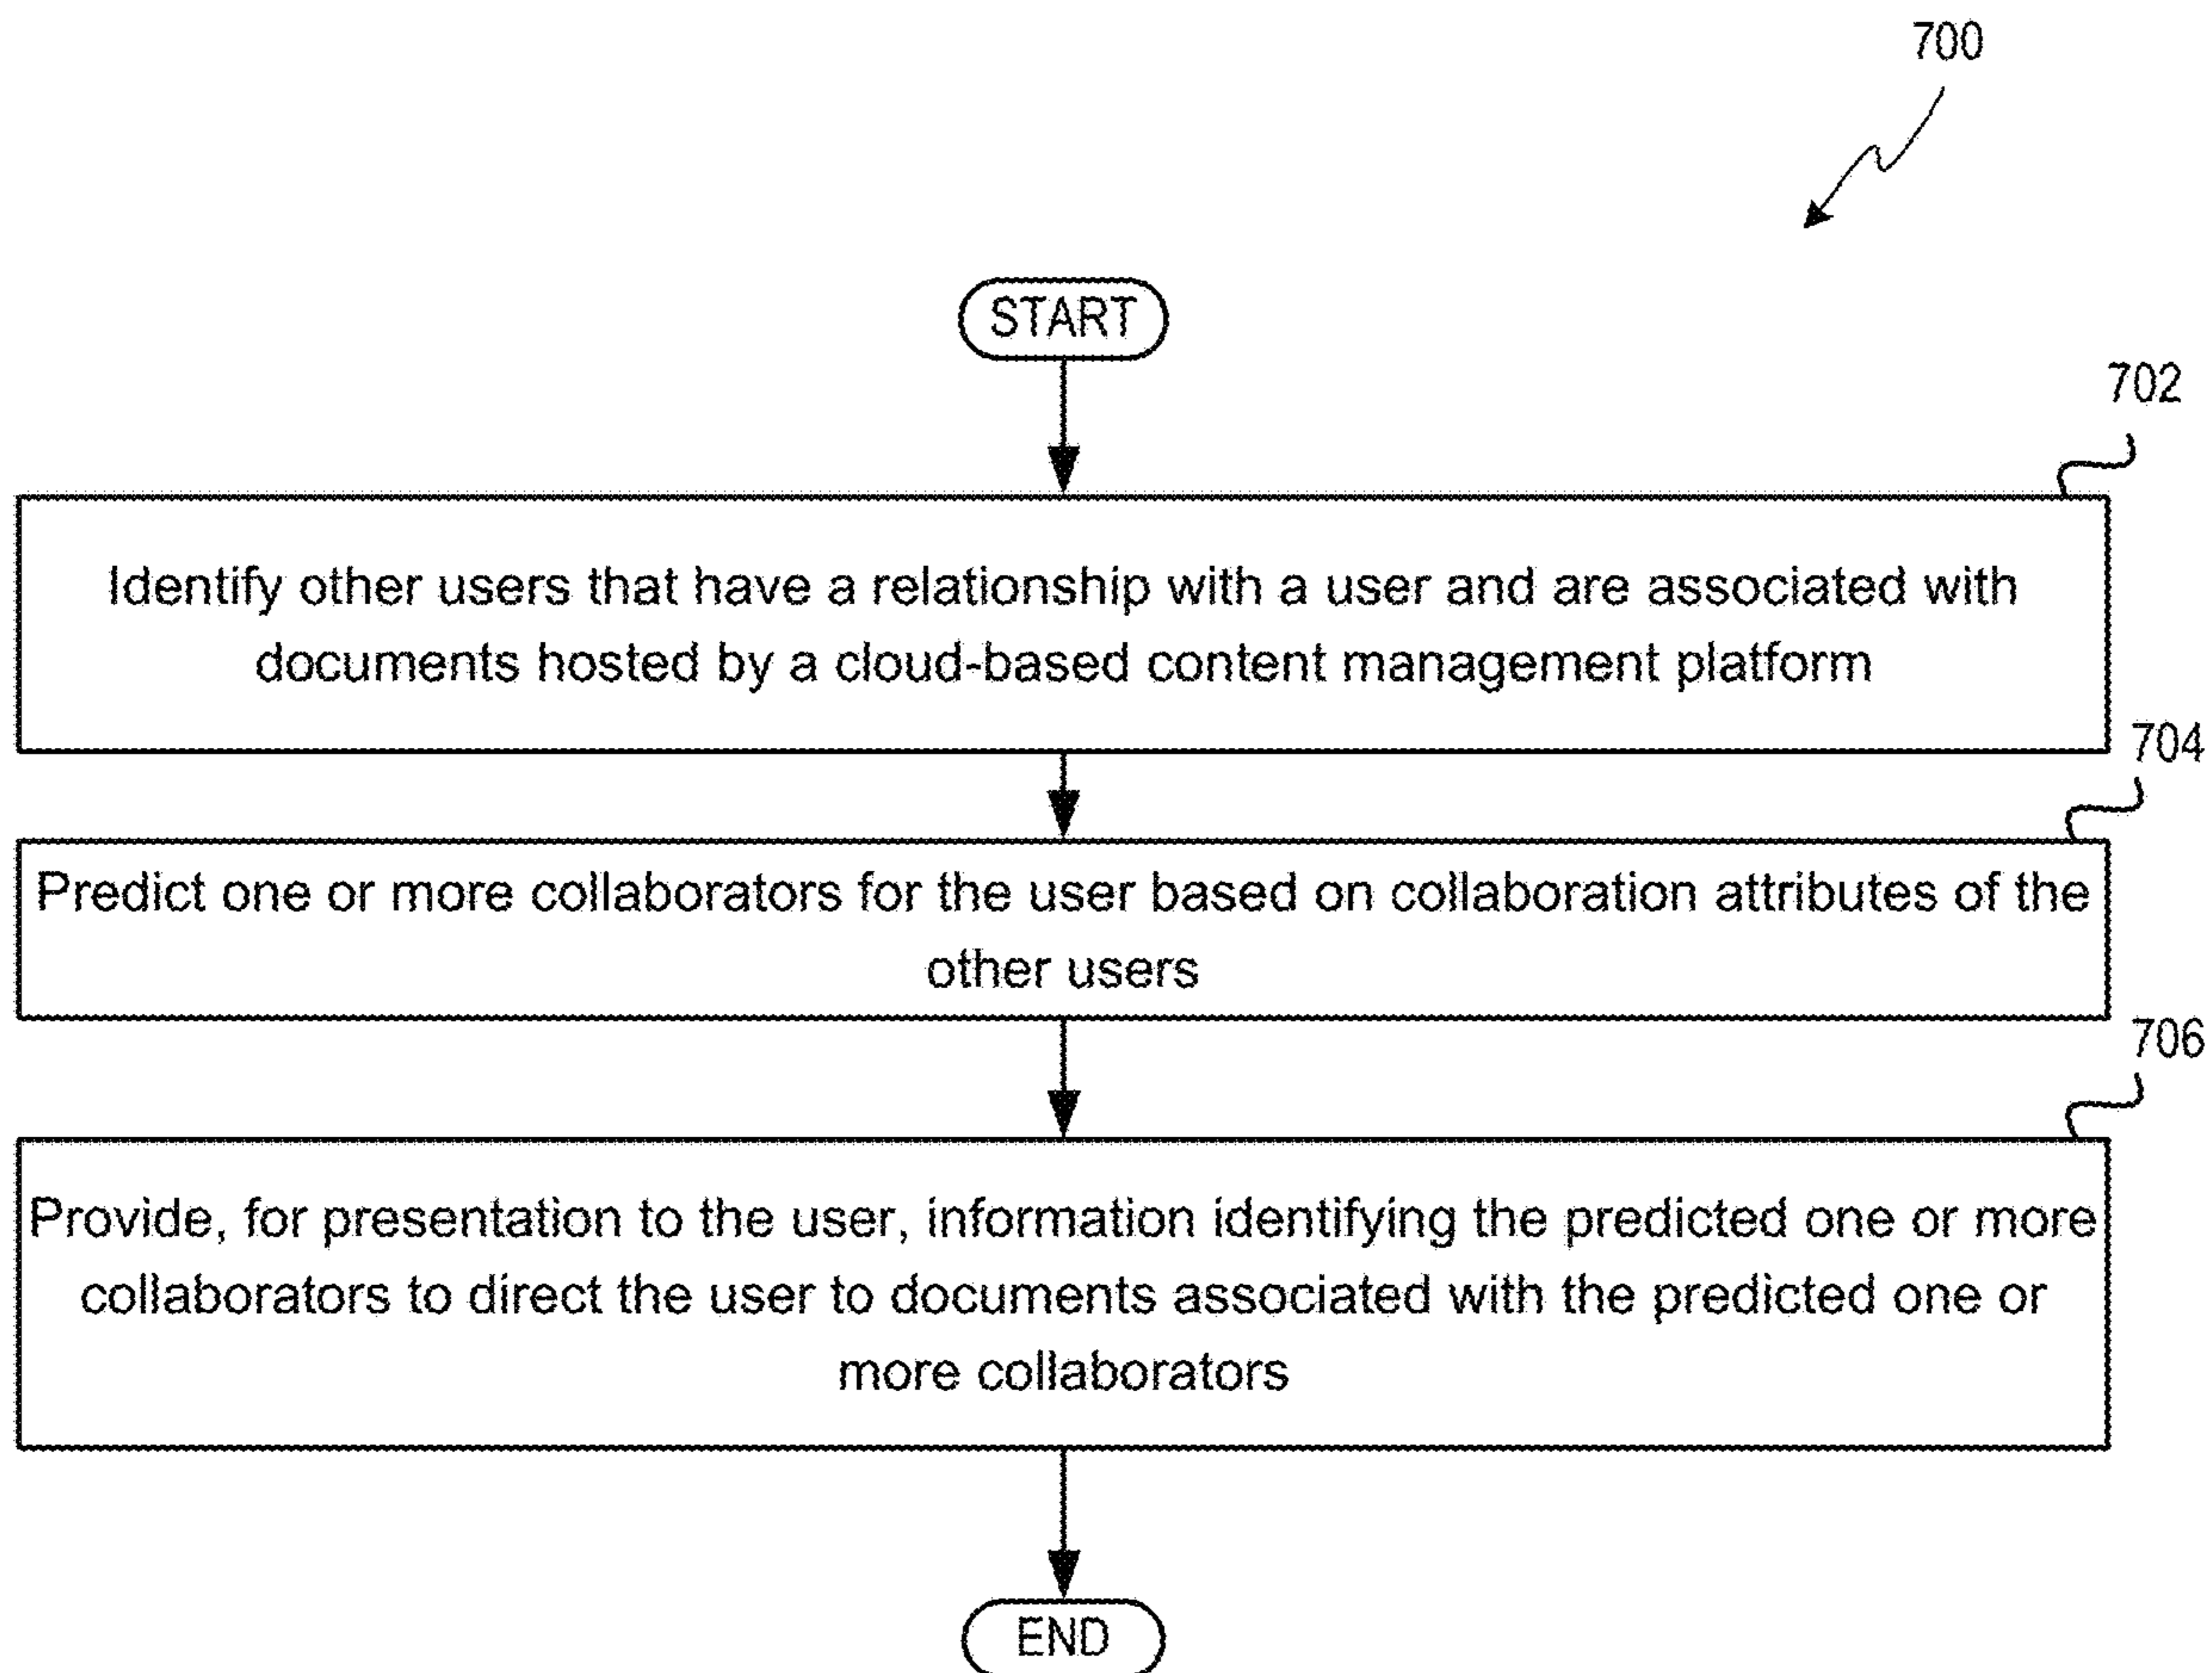 700
START
702
Identify other users that have a relationship with a user and are associated with
documents hosted by a cloud-based content management platform
704
Predict one or more collaborators for the user based on collaboration attributes of the
other users
706
Provide, for presentation to the user, information identifying the predicted one or more
collaborators to direct the user to documents associated with the predicted one or
more collaborators
END